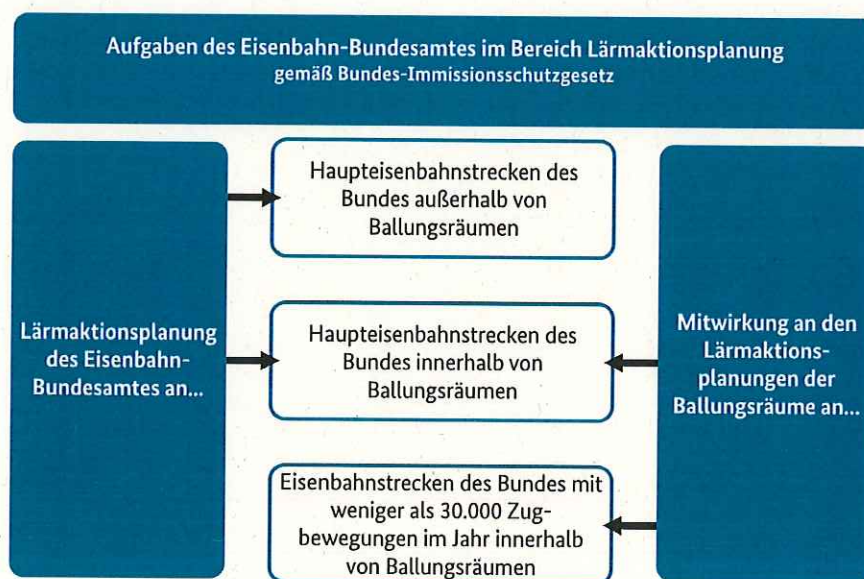 Aufgaben des Eisenbahn-Bundesamtes im Bereich Lärmaktionsplanung
gemäß Bundes-Immissionsschutzgesetz
Lärmaktionsplanung
des Eisenbahn-
Bundesamtes an...
Haupteisenbahnstrecken des
Bundes außerhalb von
Ballungsräumen
Haupteisenbahnstrecken des
Bundes innerhalb von
Ballungsräumen
Eisenbahnstrecken des Bundes mit
weniger als 30.000 Zug-
bewegungen im Jahr innerhalb
von Ballungsräumen
Mitwirkung an den
Lärmaktions-
planungen der
Ballungsräume an...